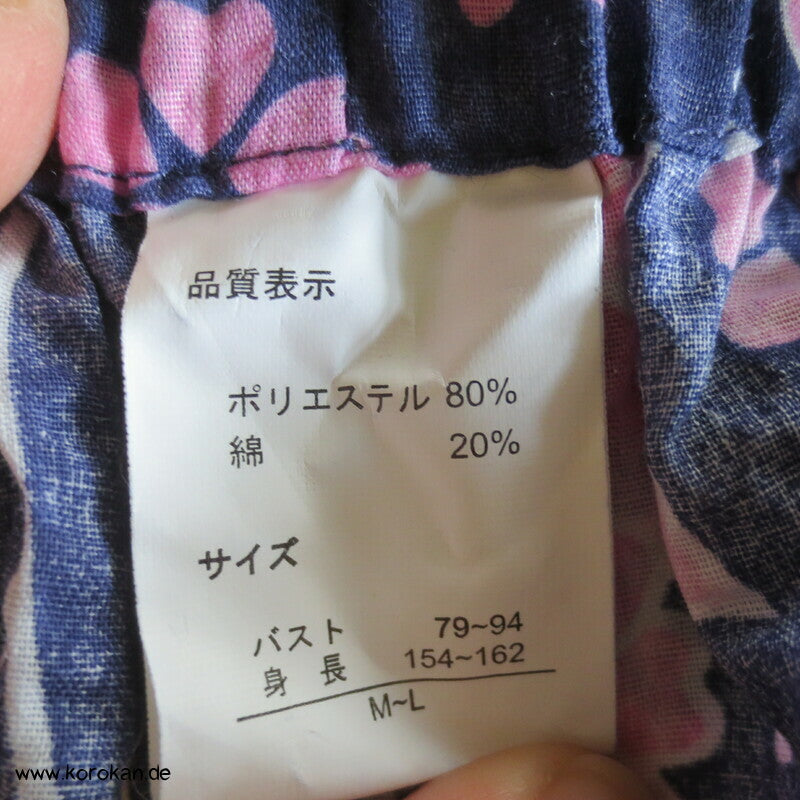 品質表示
ポリエステル 80%
綿 20%
サイズ
バスト 79~94
身 長 154~162
M~L
www.korokan.de